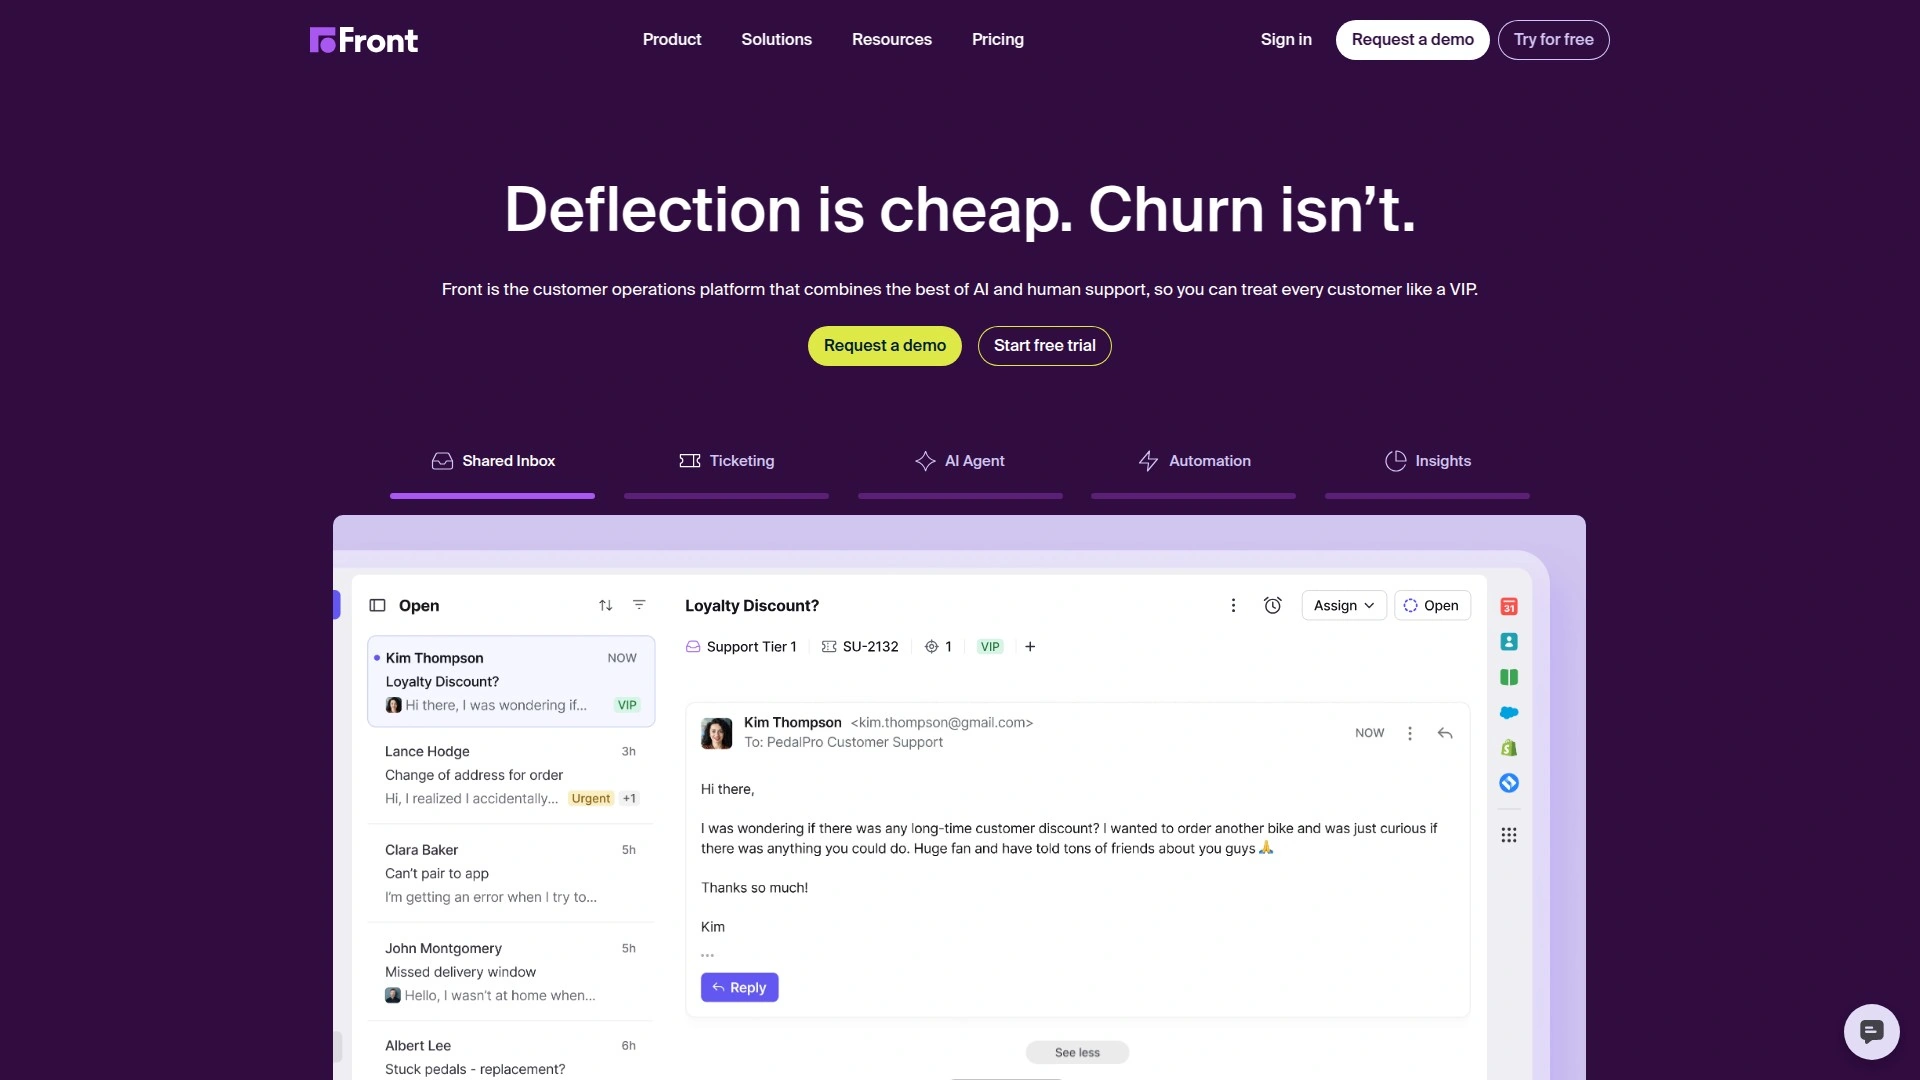 Front
Product
Solutions
Resources
Pricing
Sign in
Request a demo
Try for free
Deflection is cheap. Churn isn’t.
Front is the customer operations platform that combines the best of AI and human support, so you can treat every customer like a VIP.
Request a demo
Start free trial
Shared Inbox
Ticketing
AI Agent
Automation
Insights
Open
Kim Thompson
NOW
Loyalty Discount?
Hi there, I was wondering if...
VIP
Lance Hodge
3h
Change of address for order
Hi, I realized I accidentally...
Urgent
+1
Clara Baker
5h
Can’t pair to app
I’m getting an error when I try to...
John Montgomery
5h
Missed delivery window
Hello, I wasn’t at home when...
Albert Lee
6h
Stuck pedals - replacement?
Loyalty Discount?
Assign
Open
Support Tier 1
SU-2132
1
VIP
+
Kim Thompson <kim.thompson@gmail.com>
To: PedalPro Customer Support
NOW
Hi there,
I was wondering if there was any long-time customer discount? I wanted to order another bike and was just curious if
there was anything you could do. Huge fan and have told tons of friends about you guys 🙏
Thanks so much!
Kim
...
Reply
See less
31